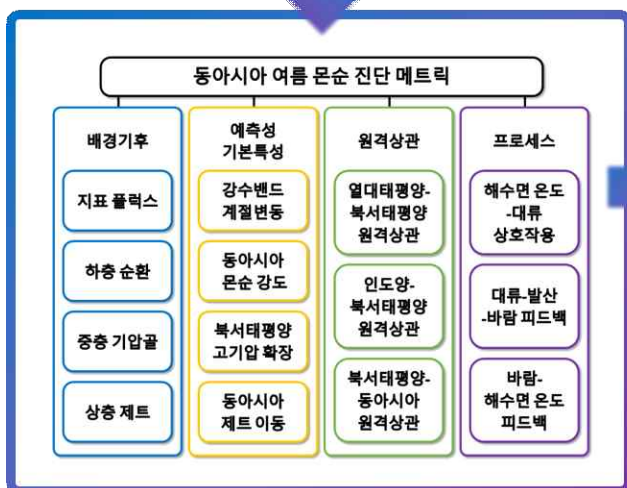 동아시아 여름 몬순 진단 메트릭
배경기후
지표 플럭스
하층 순환
중층 기압골
상층 제트
예측성
기본특성
강수밴드
계절변동
동아시아
몬순 강도
북서태평양
고기압 확장
동아시아
제트 이동
원격상관
열대태평양-
북서태평양
원격상관
인도양-
북서태평양
원격상관
북서태평양-
동아시아
원격상관
프로세스
해수면 온도
-대류
상호작용
대류-발산
-바람 피드백
바람-
해수면 온도
피드백